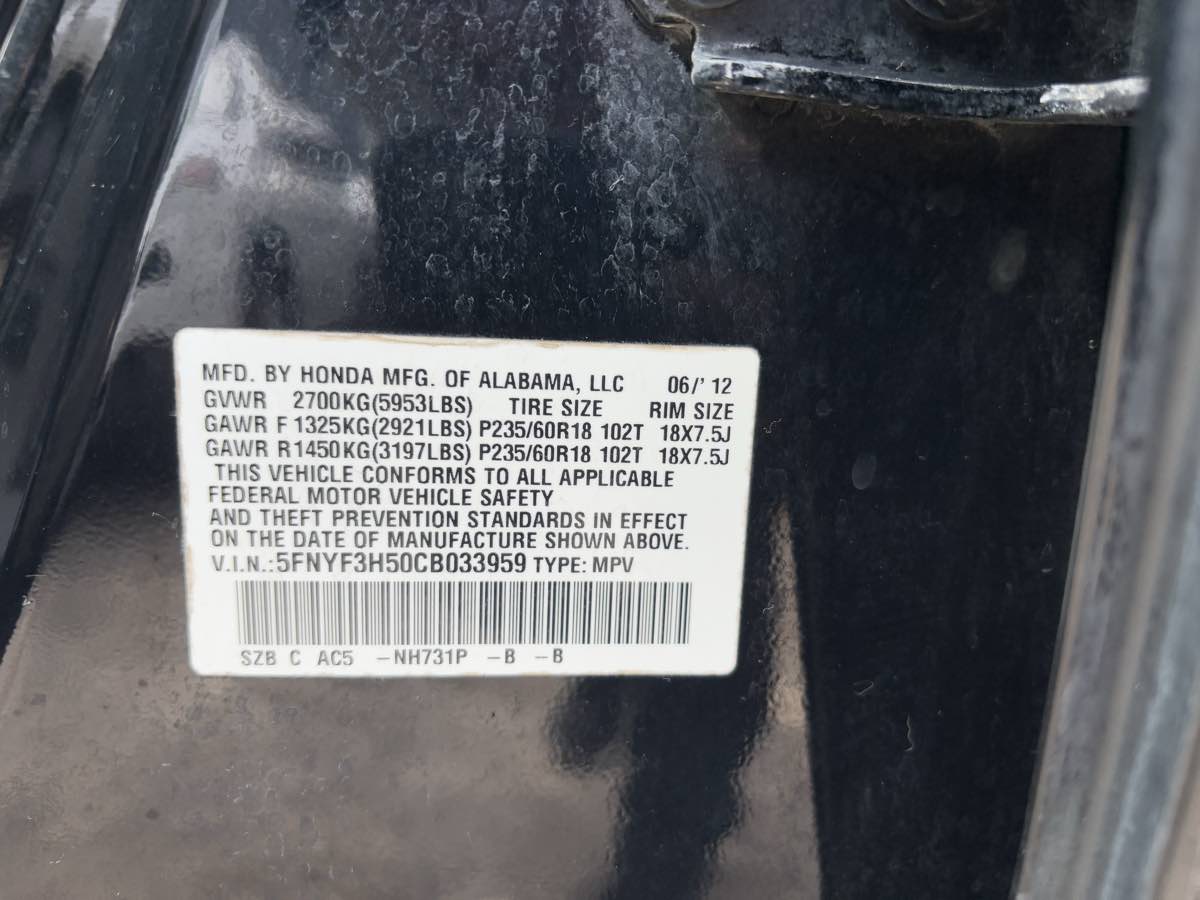 MFD. BY HONDA MFG. OF ALABAMA, LLC 06/'12
GVWR 2700KG(5953LBS) TIRE SIZE RIM SIZE
GAWR F 1325KG(2921LBS) P235/60R18 102T 18X7.5J
GAWR R1450KG(3197LBS) P235/60R18 102T 18X7.5J
THIS VEHICLE CONFORMS TO ALL APPLICABLE
FEDERAL MOTOR VEHICLE SAFETY
AND THEFT PREVENTION STANDARDS IN EFFECT
ON THE DATE OF MANUFACTURE SHOWN ABOVE.
V.I.N.:5FNYF3H50CB033959 TYPE: MPV
SZB C AC5 -NH731P -B -B